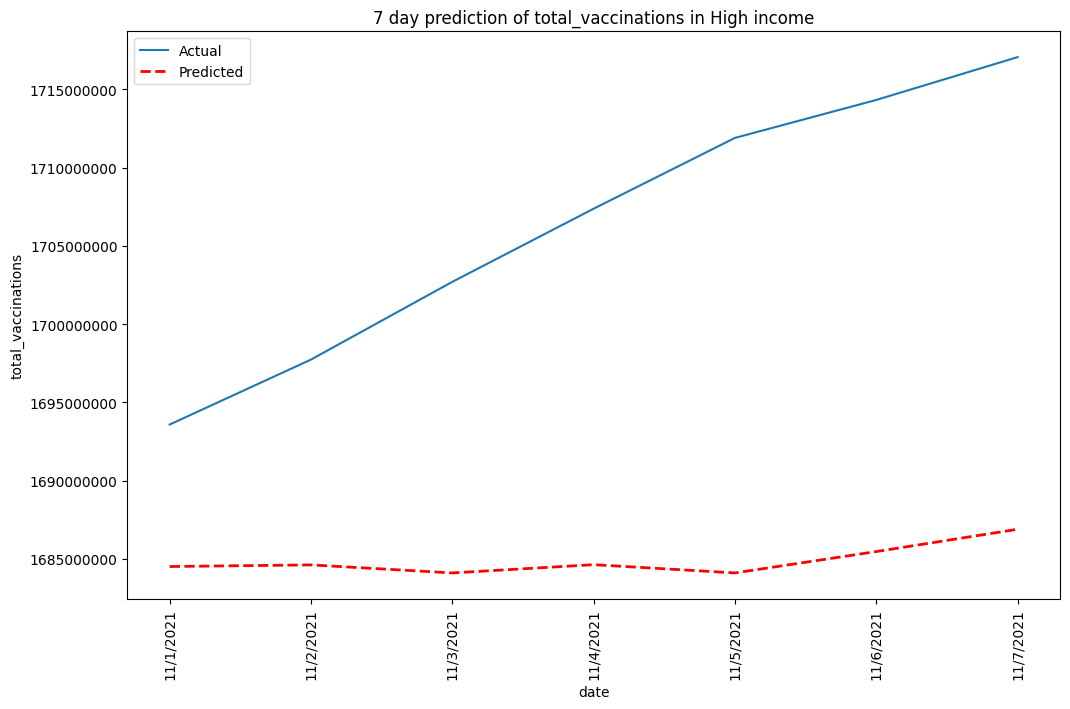 7 day prediction of total_vaccinations in High income
Actual
Predicted
1715000000
1710000000
1705000000
1700000000
1695000000
1690000000
1685000000
total_vaccinations
11/1/2021
11/2/2021
11/3/2021
11/4/2021
11/5/2021
11/6/2021
11/7/2021
date